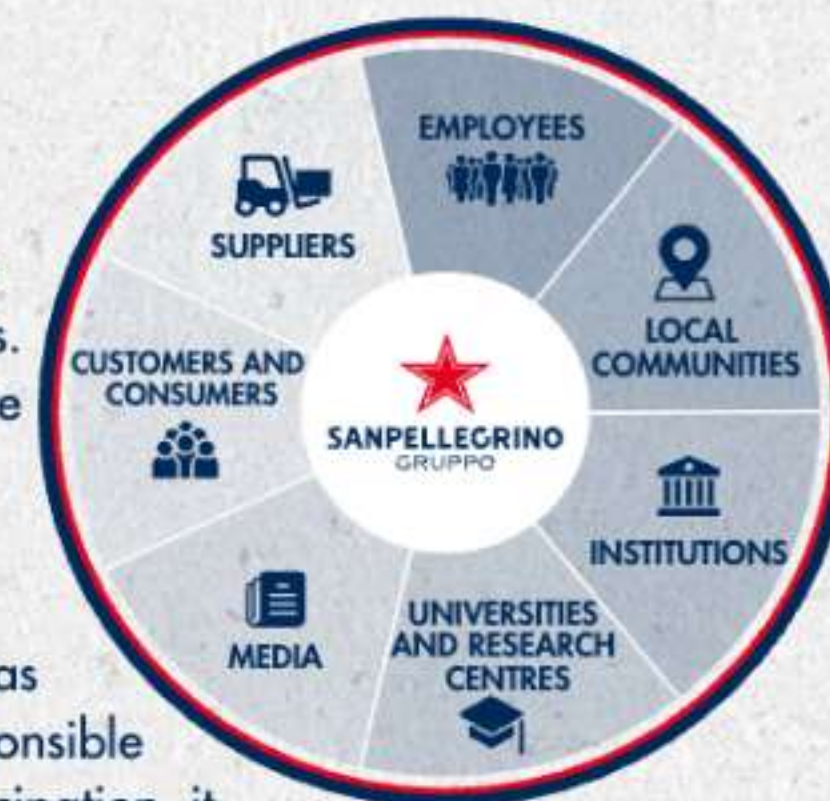 EMPLOYEES
LOCAL
COMMUNITIES
INSTITUTIONS
UNIVERSITIES
AND RESEARCH
CENTRES
MEDIA
CUSTOMERS AND
CONSUMERS
SUPPLIERS
SANPELLEGRINO
GRUPPO